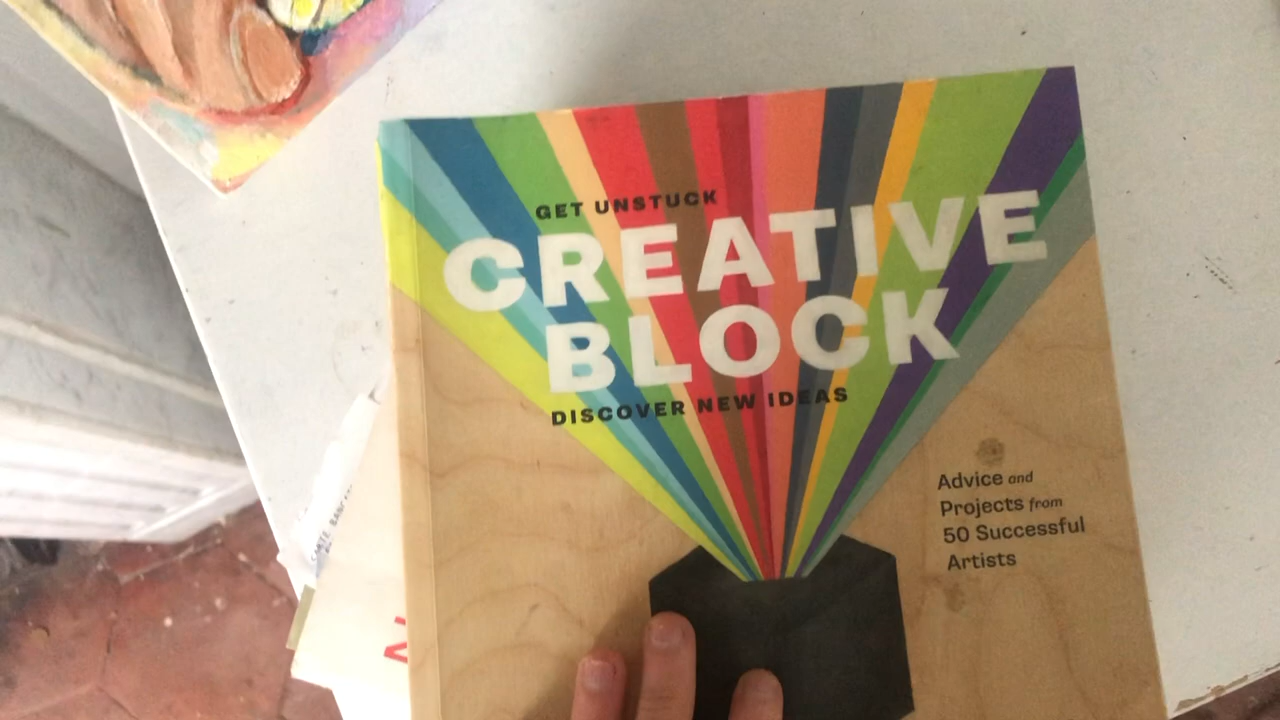 GET UNSTUCK
CREATIVE
BLOCK
DISCOVER NEW IDEAS
Advice and
Projects from
50 Successful
Artists